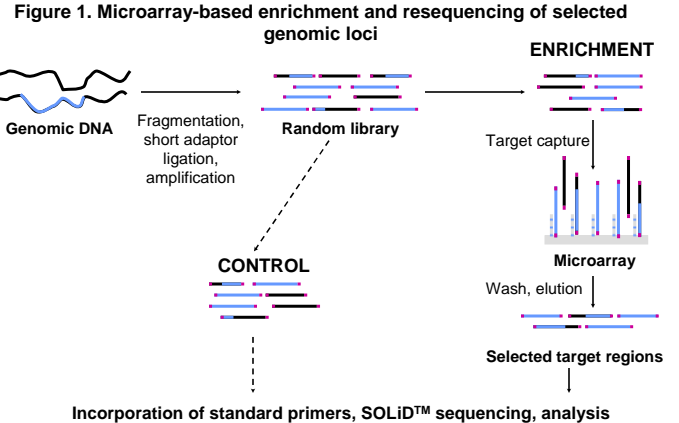 Figure 1. Microarray-based enrichment and resequencing of selected
genomic loci
ENRICHMENT
Genomic DNA
Fragmentation,
short adaptor
ligation,
amplification
Random library
Target capture
Microarray
CONTROL
Wash, elution
Selected target regions
Incorporation of standard primers, SOLiD™ sequencing, analysis